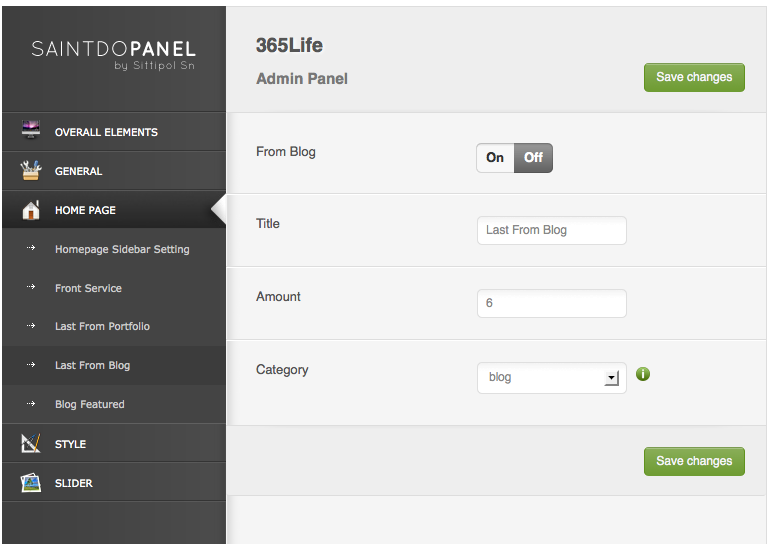 SAINTDOPANEL
by Sittipol Sn
OVERALL ELEMENTS
GENERAL
HOME PAGE
Homepage Sidebar Setting
Front Service
Last From Portfolio
Last From Blog
Blog Featured
STYLE
SLIDER
365Life
Admin Panel
Save changes
From Blog
On Off
Title
Last From Blog
Amount
6
Category
blog
i
Save changes